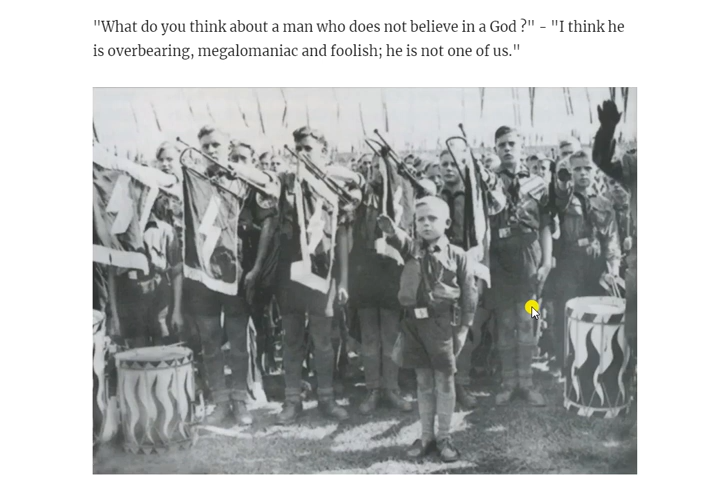 "What do you think about a man who does not believe in a God ?" - "I think he
is overbearing, megalomaniac and foolish; he is not one of us."